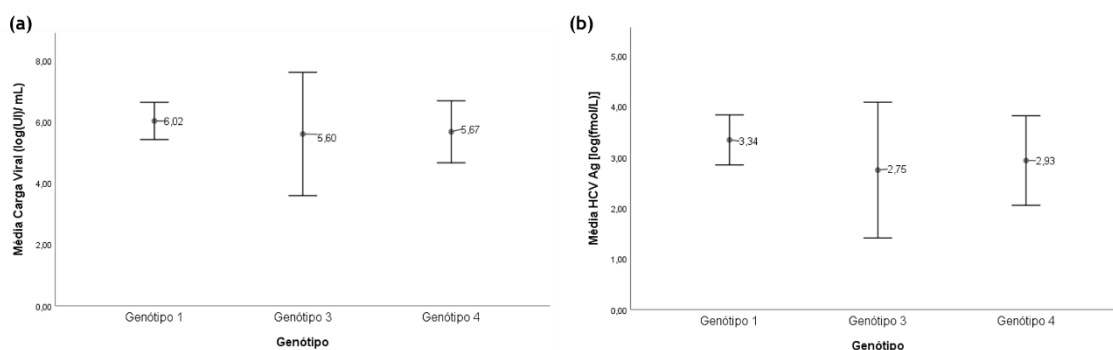 (a)
Média Carga Viral (log(UI)/ mL)
8,00
6,00
4,00
2,00
0,00
6,02
5,60
5,67
Genótipo 1
Genótipo 3
Genótipo 4
Genótipo
(b)
Média HCV Ag [log(fmol/L)]
5,00
4,00
3,00
2,00
1,00
0,00
3,34
2,75
2,93
Genótipo 1
Genótipo 3
Genótipo 4
Genótipo